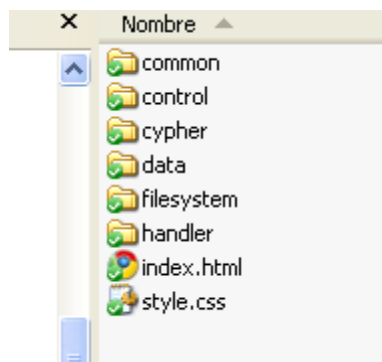 Nombre
common
control
cypher
data
filesystem
handler
index.html
style.css